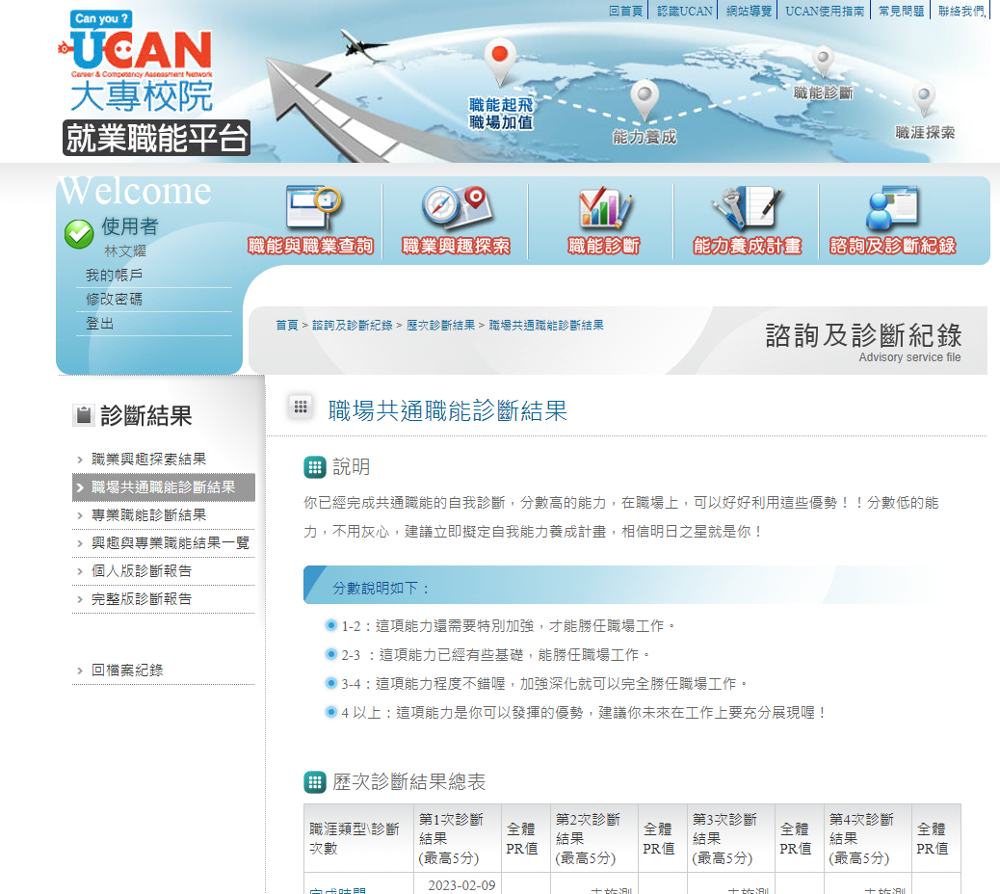 回首頁 認識UCAN 網站導覽 UCAN使用指南 常見問題 聯絡我們
Can you ?
UCAN
Career & Competency Assessment Network
大專校院
就業職能平台
職能起飛
職場加值
能力養成
職能診斷
職涯探索
Welcome
使用者
林文耀
我的帳戶
修改密碼
登出
職能與職業查詢 職業興趣探索 職能診斷 能力養成計畫 諮詢及診斷紀錄
首頁 > 諮詢及診斷紀錄 > 歷次診斷結果 > 職場共通職能診斷結果
諮詢及診斷紀錄
Advisory service file
診斷結果
職業興趣探索結果
職場共通職能診斷結果
專業職能診斷結果
興趣與專業職能結果一覽
個人版診斷報告
完整版診斷報告
回檔案紀錄
職場共通職能診斷結果
說明
你已經完成共通職能的自我診斷，分數高的能力，在職場上，可以好好利用這些優勢！！分數低的能
力，不用灰心，建議立即擬定自我能力養成計畫，相信明日之星就是你！
分數說明如下：
1-2：這項能力還需要特別加強，才能勝任職場工作。
2-3 ：這項能力已經有些基礎，能勝任職場工作。
3-4：這項能力程度不錯喔，加強深化就可以完全勝任職場工作。
4 以上：這項能力是你可以發揮的優勢，建議你未來在工作上要充分展現喔！
歷次診斷結果總表
職涯類型\診斷
次數
第1次診斷
結果
(最高5分)
全體
PR值
第2次診斷
結果
(最高5分)
全體
PR值
第3次診斷
結果
(最高5分)
全體
PR值
第4次診斷
結果
(最高5分)
全體
PR值
完成時間 2023-02-09 未施測 未施測 未施測